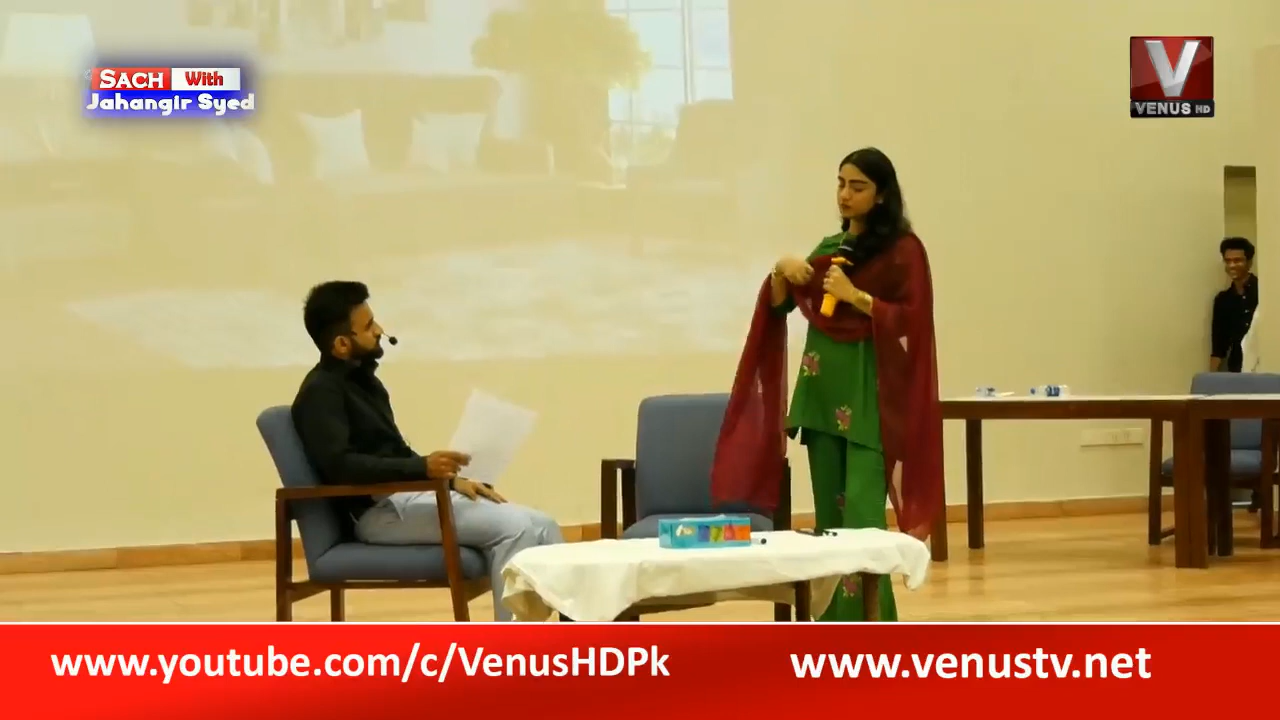 SACH With
Jahangir Syed
V
VENUS HD
www.youtube.com/c/VenusHDPk
www.venustv.net